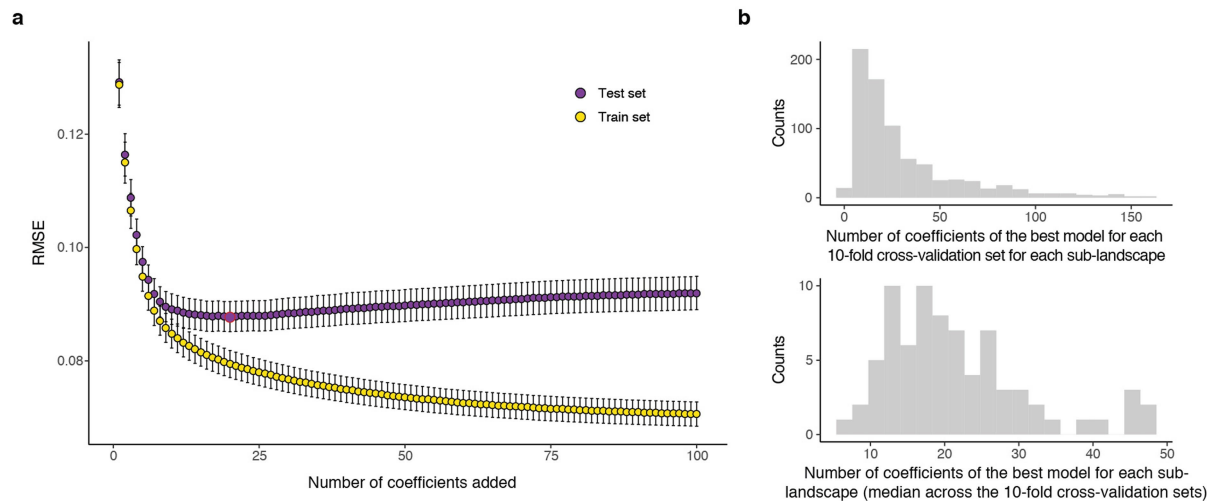 a
0.12
0.10
0.08
RMSE
0
25
50
75
100
Number of coefficients added
Test set
Train set
b
200
100
0
Counts
0
50
100
150
Number of coefficients of the best model for each
10-fold cross-validation set for each sub-landscape
10
5
0
Counts
10
20
30
40
50
Number of coefficients of the best model for each sub-
landscape (median across the 10-fold cross-validation sets)